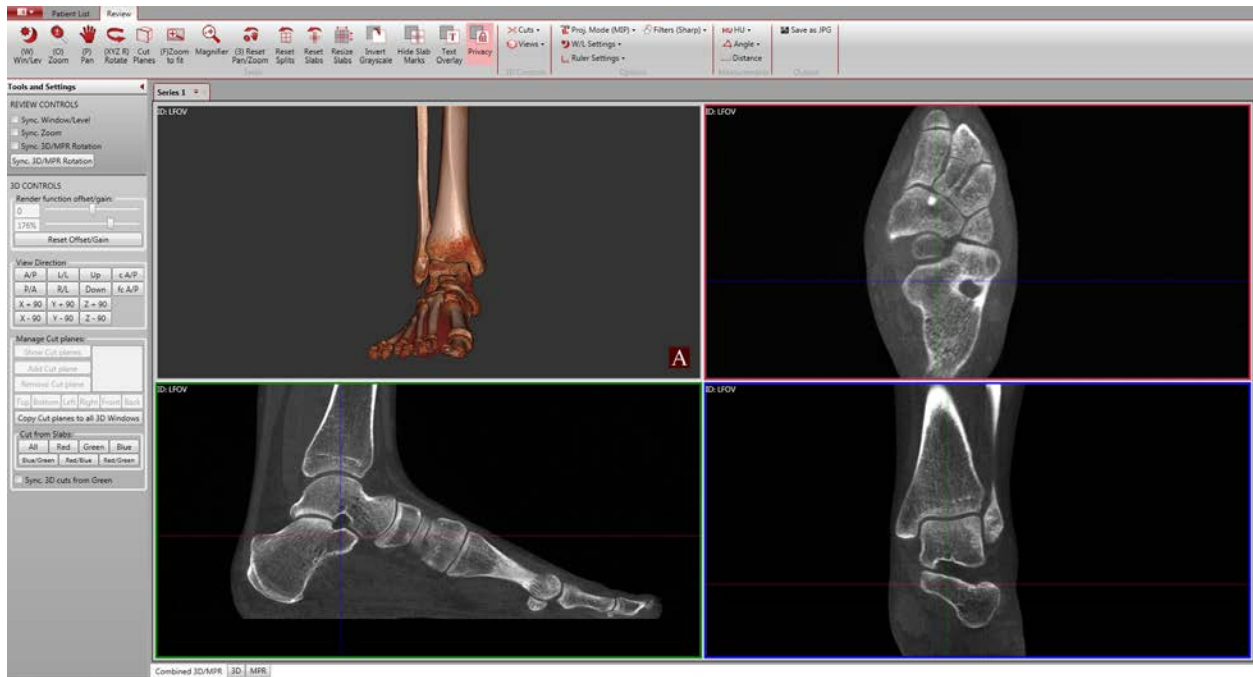 Patient List Review
(W) Win/Lev
(O) Zoom
(P) Pan
(XYZ R) Rotate
Cut Planes
(F)Zoom to fit
Magnifier
(3) Reset Pan/Zoom
Reset Splits
Reset Slabs
Resize Slabs
Invert Grayscale
Hide Slab Marks
Text Overlay
Privacy
Tools
Cuts
Views
3D Controls
Proj. Mode (MIP) Filters (Sharp)
W/L Settings
Ruler Settings
Options
HU HU
Angle
Distance
Measurements
Save as JPG
Output
Tools and Settings
REVIEW CONTROLS
Sync. Window/Level
Sync. Zoom
Sync. 3D/MPR Rotation
Sync. 3D/MPR Rotation
3D CONTROLS
Render function offset/gain:
0
176%
Reset Offset/Gain
View Direction
A/P L/L Up c A/P
P/A R/L Down fc A/P
X + 90 Y + 90 Z + 90
X - 90 Y - 90 Z - 90
Manage Cut planes:
Show Cut planes
Add Cut plane
Remove Cut plane
Top Bottom Left Right Front Back
Copy Cut planes to all 3D Windows
Cut from Slabs:
All Red Green Blue
Blue/Green Red/Blue Red/Green
Sync. 3D cuts from Green
Series 1
ID: LFOV
A
ID: LFOV
ID: LFOV
ID: LFOV
Combined 3D/MPR 3D MPR